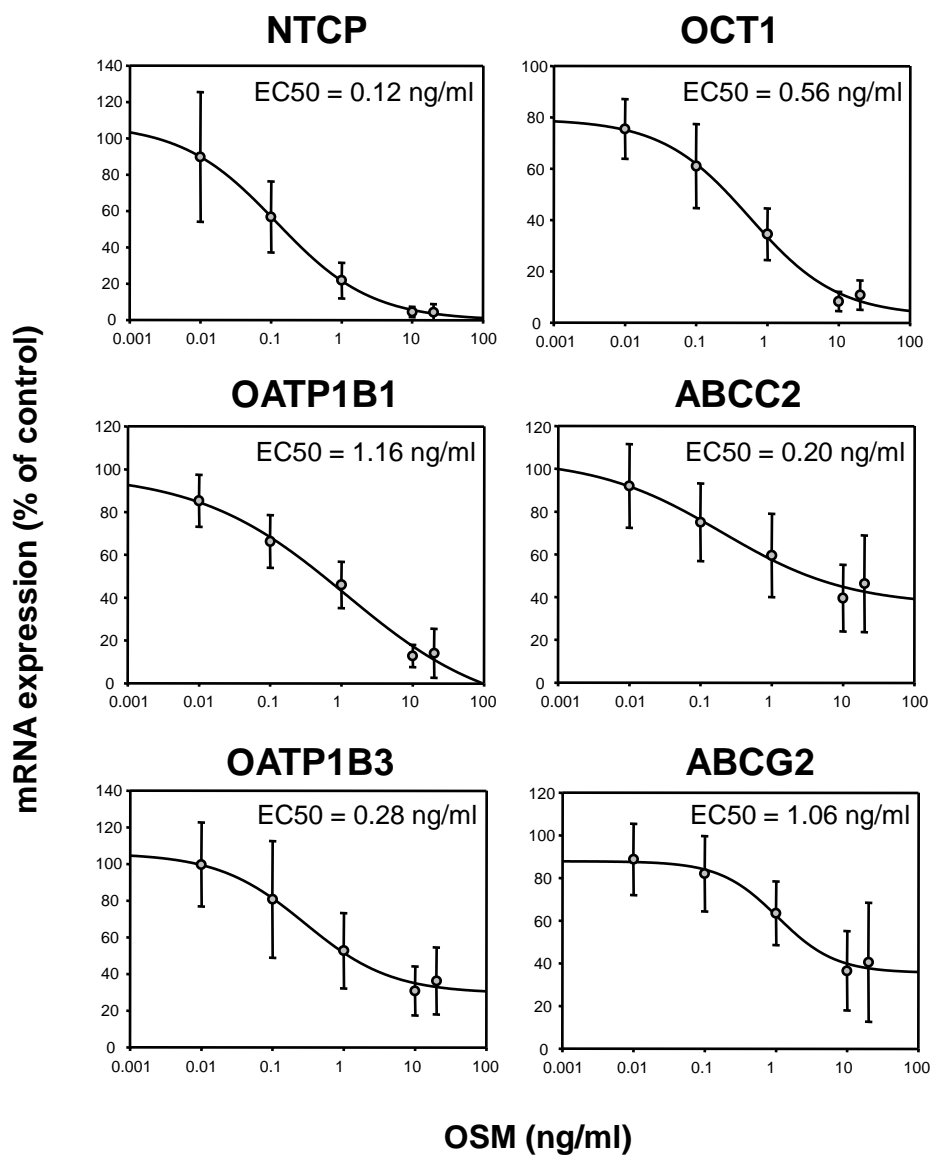 NTCP
OCT1
EC50 = 0.12 ng/ml
140
120
100
80
60
40
20
0
0.001 0.01 0.1 1 10 100
EC50 = 0.56 ng/ml
100
80
60
40
20
0
0.001 0.01 0.1 1 10 100
OATP1B1
ABCC2
EC50 = 1.16 ng/ml
120
100
80
60
40
20
0
0.001 0.01 0.1 1 10 100
EC50 = 0.20 ng/ml
120
100
80
60
40
20
0
0.001 0.01 0.1 1 10 100
OATP1B3
ABCG2
EC50 = 0.28 ng/ml
140
120
100
80
60
40
20
0
0.001 0.01 0.1 1 10 100
EC50 = 1.06 ng/ml
120
100
80
60
40
20
0
0.001 0.01 0.1 1 10 100
mRNA expression (% of control)
OSM (ng/ml)